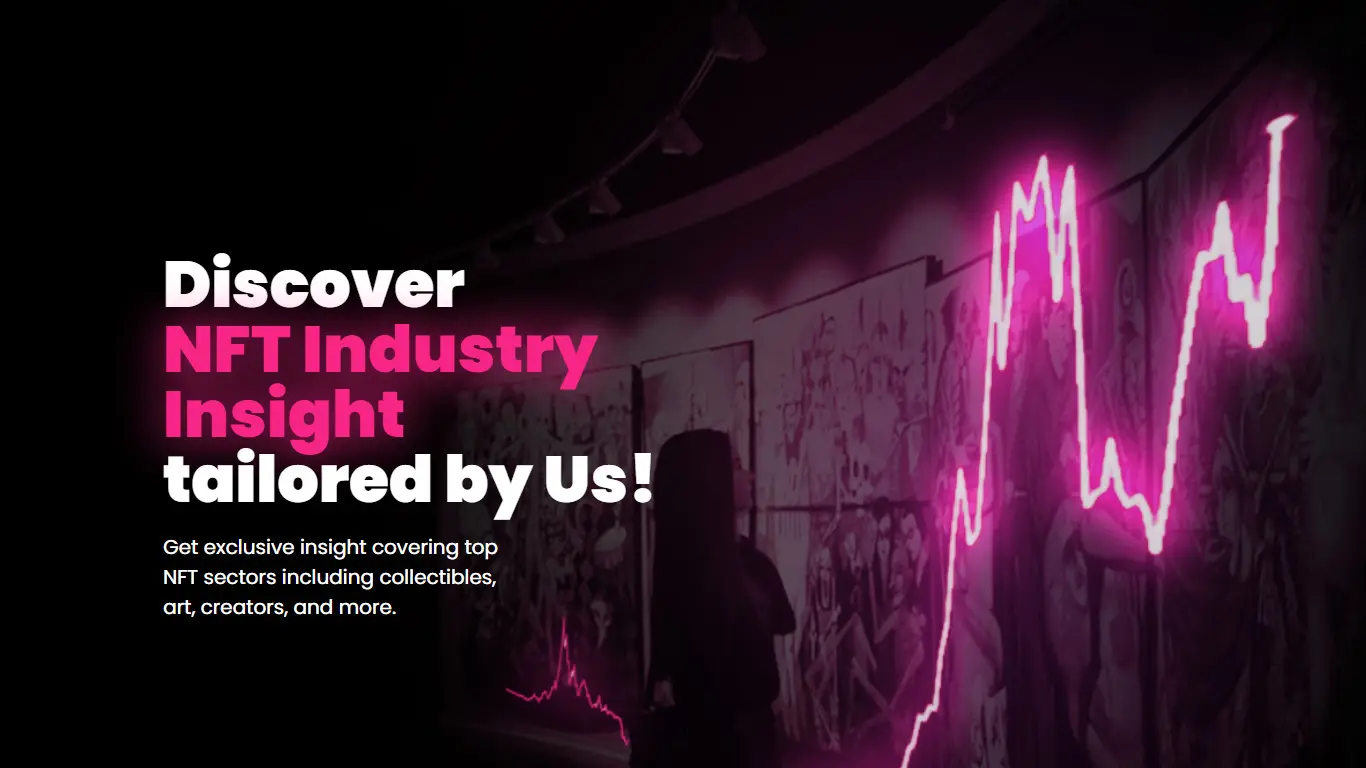 Discover
NFT Industry
Insight
tailored by Us!
Get exclusive insight covering top
NFT sectors including collectibles,
art, creators, and more.